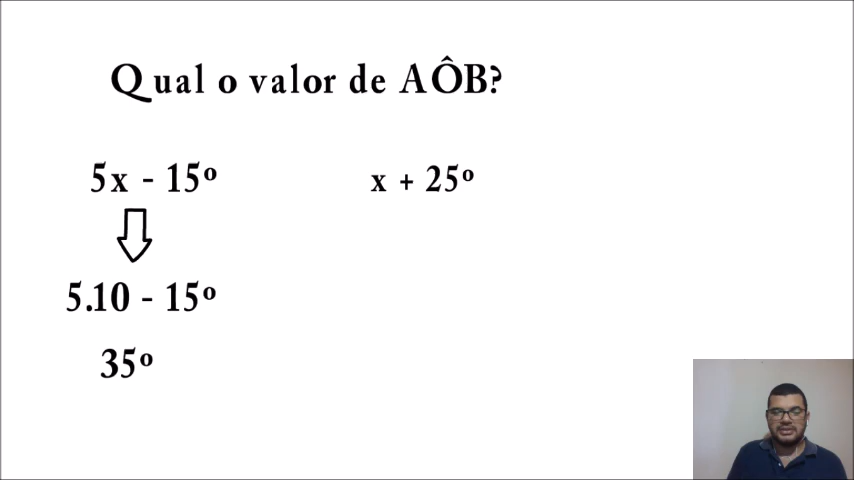 Qual o valor de AÔB?
5x - 15º
x + 25º
5.10 - 15º
35º